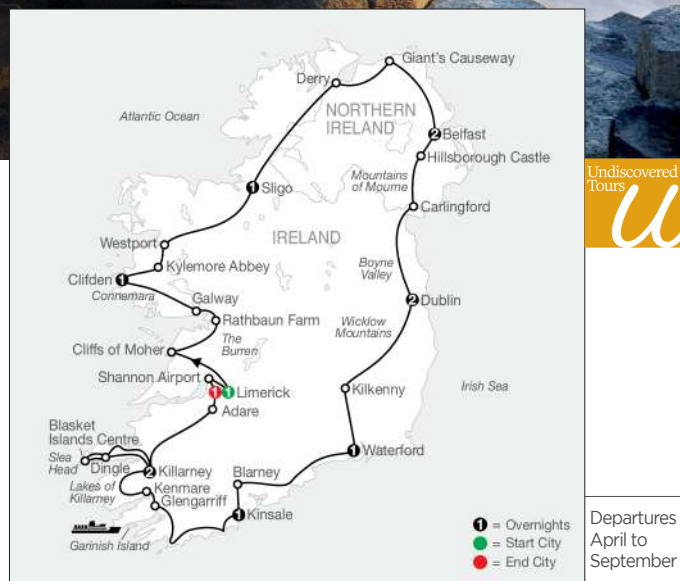 Giant's Causeway
Derry
Atlantic Ocean
NORTHERN
IRELAND
2 Belfast
Hillsborough Castle
Mountains
of Mourne
1 Sligo
Carlingford
IRELAND
Westport
Kylemore Abbey
Boyne
Valley
Clifden 1
Connemara
Galway
2 Dublin
Rathbaun Farm
Wicklow
Mountains
The
Burren
Cliffs of Moher
Shannon Airport
1 1 Limerick
Kilkenny
Irish Sea
Adare
Blasket
Islands Centre
Slea
Head
Dingle
2 Killarney
Waterford 1
Blarney
Lakes of
Killarney
Kenmare
Glengarriff
1 Kinsale
Garinish Island
1 = Overnights
= Start City
= End City
Undiscovered
Tours
U
Departures
April to
September